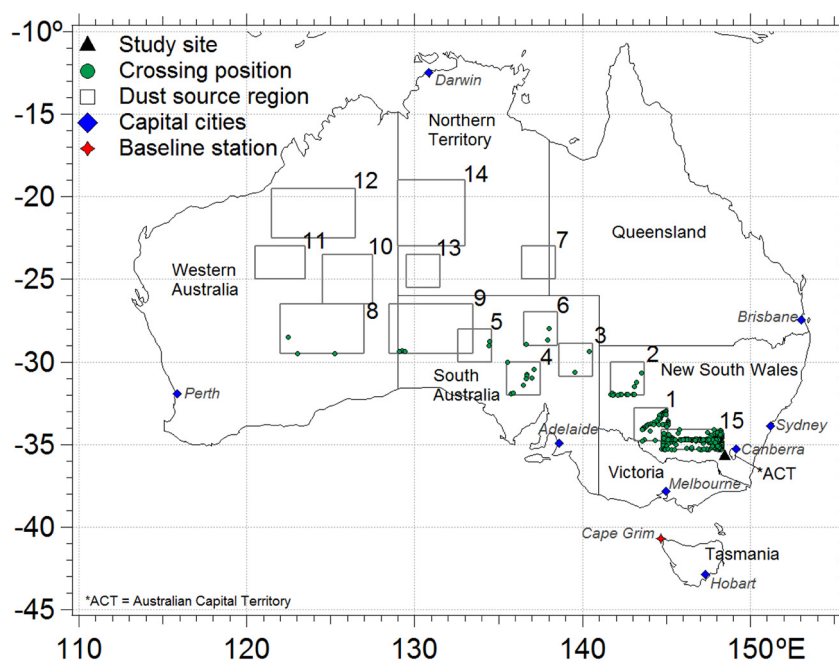 -10°
Study site
Crossing position
Dust source region
Capital cities
Baseline station
Darwin
Northern
Territory
-15
12
14
-20
11
10
13
7
Queensland
Western
Australia
-25
8
9
6
5
3
Brisbane
4
2
New South Wales
-30
South
Australia
Perth
1
15
Adelaide
Sydney
Canberra
-35
Victoria
*ACT
Melbourne
-40
Cape Grim
Tasmania
Hobart
*ACT = Australian Capital Territory
-45
110
120
130
140
150°E